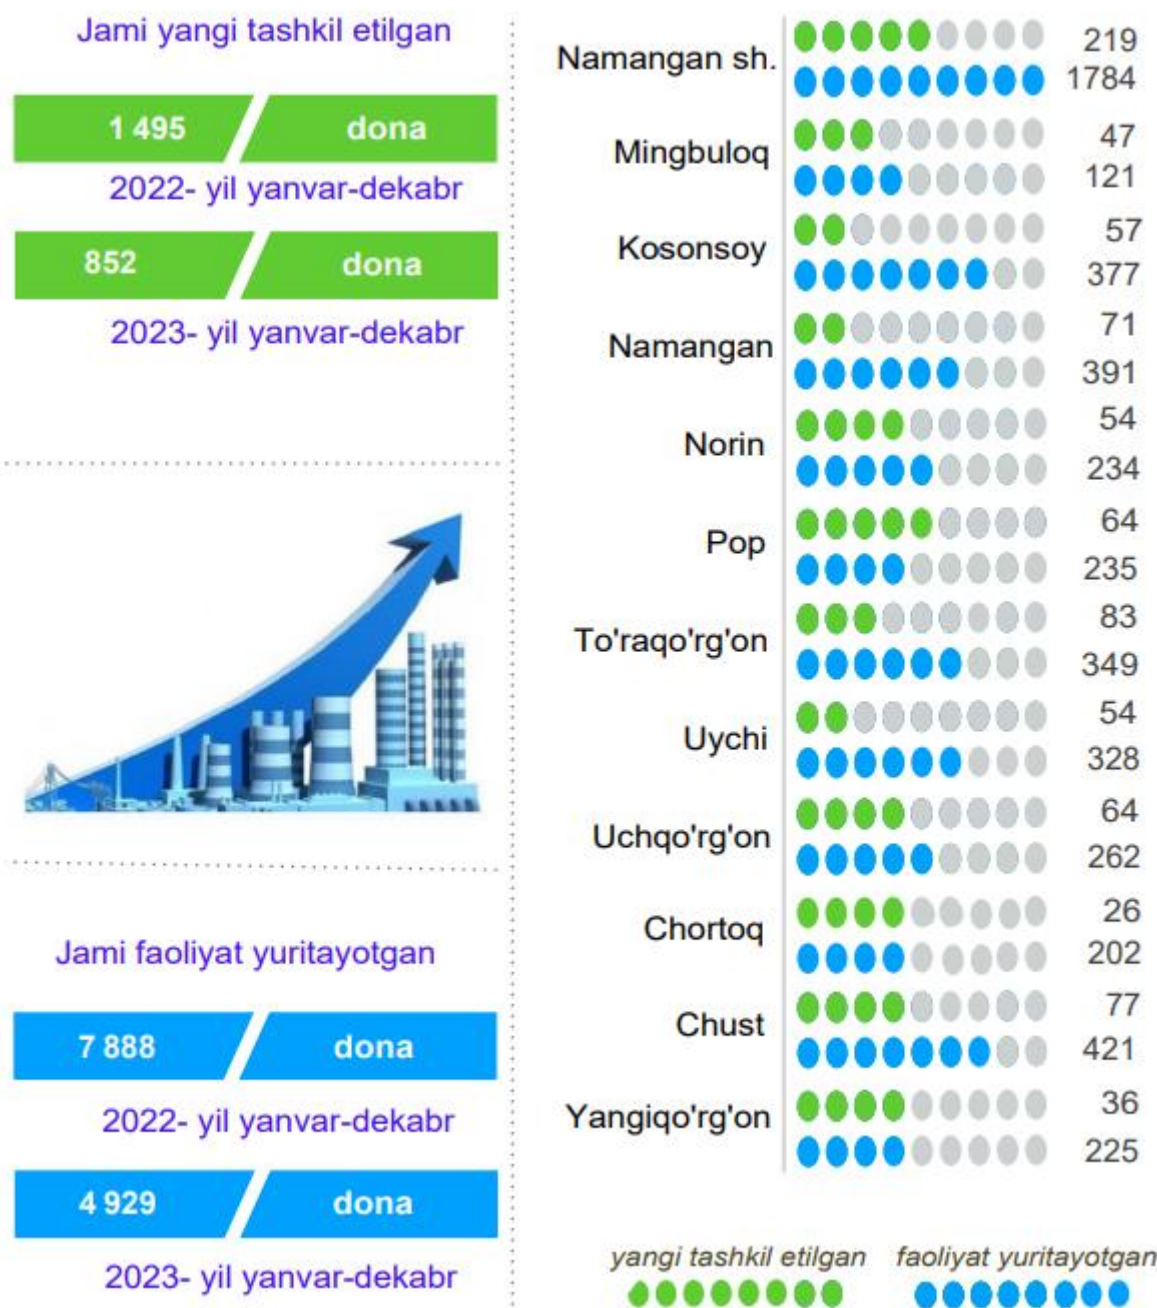 Jami yangi tashkil etilgan
1 495 dona
2022- yil yanvar-dekabr
852 dona
2023- yil yanvar-dekabr
Jami faoliyat yuritayotgan
7 888 dona
2022- yil yanvar-dekabr
4 929 dona
2023- yil yanvar-dekabr
Namangan sh.
219
1784
Mingbuloq
47
121
Kosonsoy
57
377
Namangan
71
391
Norin
54
234
Pop
64
235
To'raqo'rg'on
83
349
Uychi
54
328
Uchqo'rg'on
64
262
Chortoq
26
202
Chust
77
421
Yangiqo'rg'on
36
225
yangi tashkil etilgan
faoliyat yuritayotgan